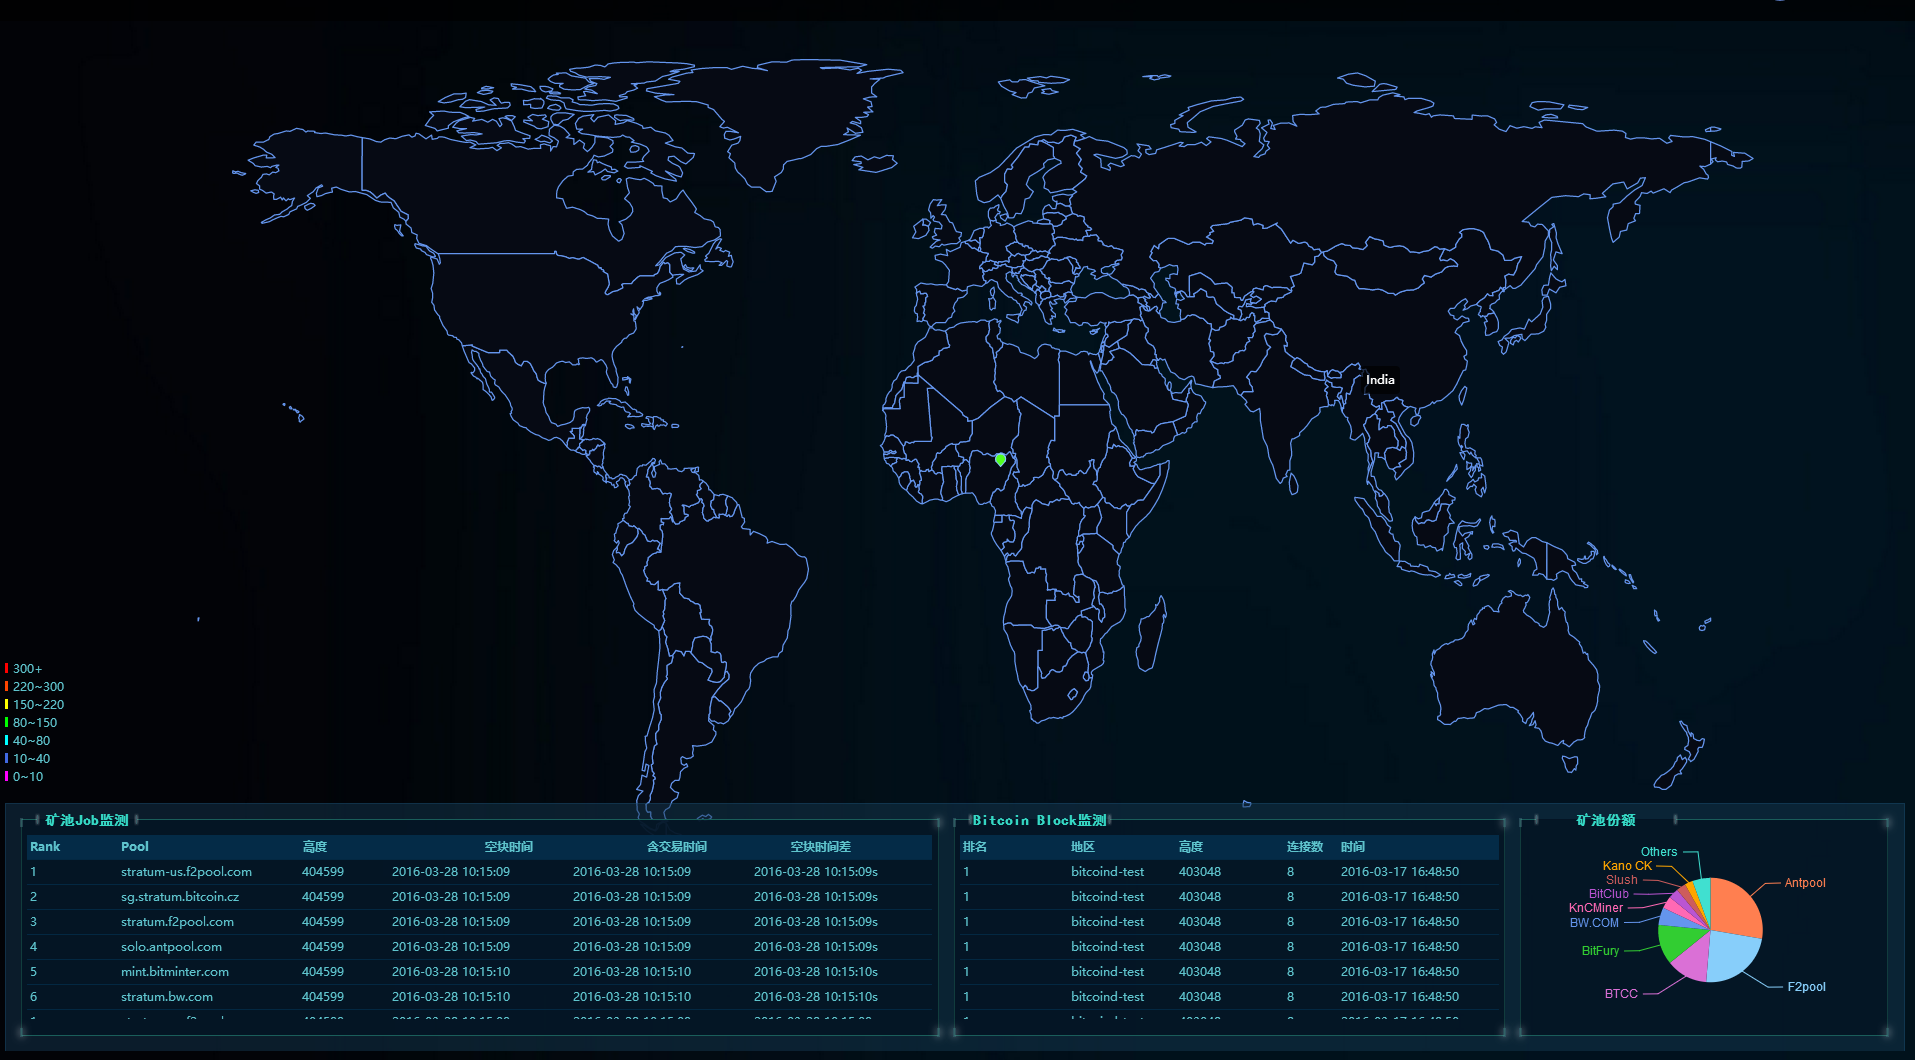 India
300+
220~300
150~220
80~150
40~80
10~40
0~10
矿池Job监测
Rank Pool 高度 空块时间 含交易时间 空块时间差
1 stratum-us.f2pool.com 404599 2016-03-28 10:15:09 2016-03-28 10:15:09 2016-03-28 10:15:09s
2 sg.stratum.bitcoin.cz 404599 2016-03-28 10:15:09 2016-03-28 10:15:09 2016-03-28 10:15:09s
3 stratum.f2pool.com 404599 2016-03-28 10:15:09 2016-03-28 10:15:09 2016-03-28 10:15:09s
4 solo.antpool.com 404599 2016-03-28 10:15:09 2016-03-28 10:15:09 2016-03-28 10:15:09s
5 mint.bitminter.com 404599 2016-03-28 10:15:10 2016-03-28 10:15:10 2016-03-28 10:15:10s
6 stratum.bw.com 404599 2016-03-28 10:15:10 2016-03-28 10:15:10 2016-03-28 10:15:10s
Bitcoin Block监测
排名 地区 高度 连接数 时间
1 bitcoind-test 403048 8 2016-03-17 16:48:50
1 bitcoind-test 403048 8 2016-03-17 16:48:50
1 bitcoind-test 403048 8 2016-03-17 16:48:50
1 bitcoind-test 403048 8 2016-03-17 16:48:50
1 bitcoind-test 403048 8 2016-03-17 16:48:50
1 bitcoind-test 403048 8 2016-03-17 16:48:50
矿池份额
Others
Kano CK
Slush
BitClub
KnCMiner
BW.COM
BitFury
BTCC
Antpool
F2pool